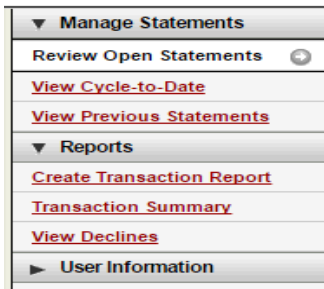 Manage Statements
Review Open Statements
View Cycle-to-Date
View Previous Statements
Reports
Create Transaction Report
Transaction Summary
View Declines
User Information